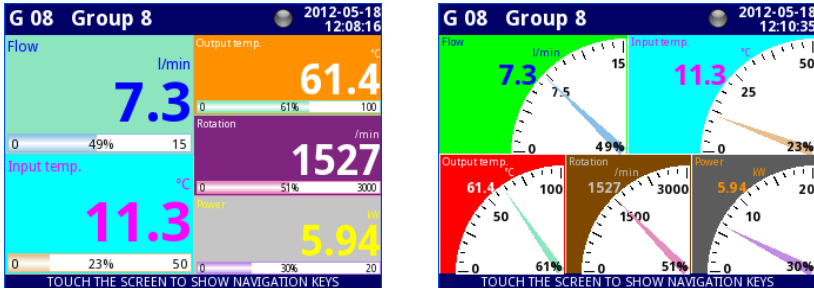 G 08 Group 8 2012-05-18
12:08:16
Flow
l/min
7.3
0 49% 15
Input temp.
°C
11.3
0 23% 50
Output temp.
°C
61.4
0 61% 100
Rotation
/min
1527
0 51% 3000
Power
kW
5.94
0 30% 20
TOUCH THE SCREEN TO SHOW NAVIGATION KEYS
G 08 Group 8 2012-05-18
12:10:35
Flow
l/min
7.3
15
7.5
0 49%
Input temp.
°C
11.3
50
25
0 23%
Output temp.
°C
61.4
100
50
0 61%
Rotation
/min
1527
3000
1500
0 51%
Power
kW
5.94
20
10
0 30%
TOUCH THE SCREEN TO SHOW NAVIGATION KEYS